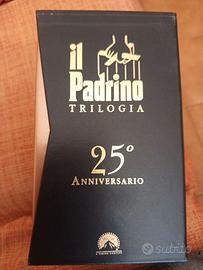 il
Padrino
TRILOGIA
25°
ANNIVERSARIO
subito